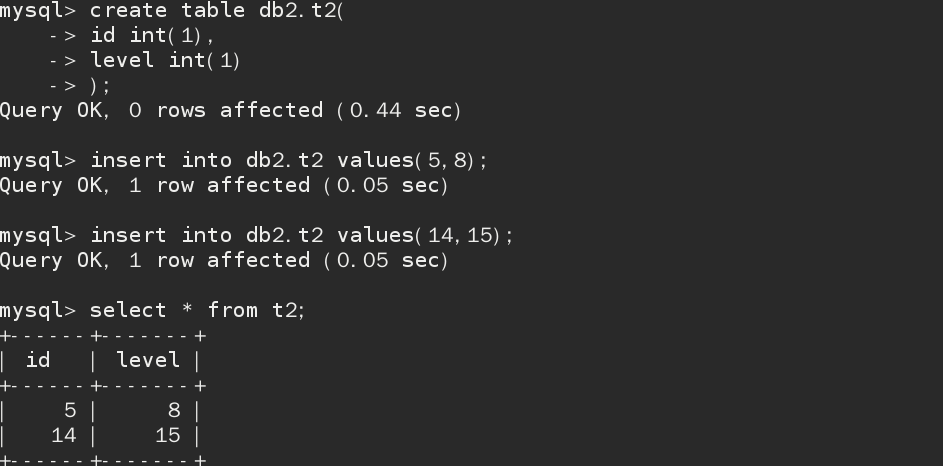 mysql> create table db2.t2(
    -> id int(1),
    -> level int(1)
    -> );
Query OK, 0 rows affected (0.44 sec)

mysql> insert into db2.t2 values(5,8);
Query OK, 1 row affected (0.05 sec)

mysql> insert into db2.t2 values(14,15);
Query OK, 1 row affected (0.05 sec)

mysql> select * from t2;
+------+-------+
| id   | level |
+------+-------+
|    5 |     8 |
|   14 |    15 |
+------+-------+